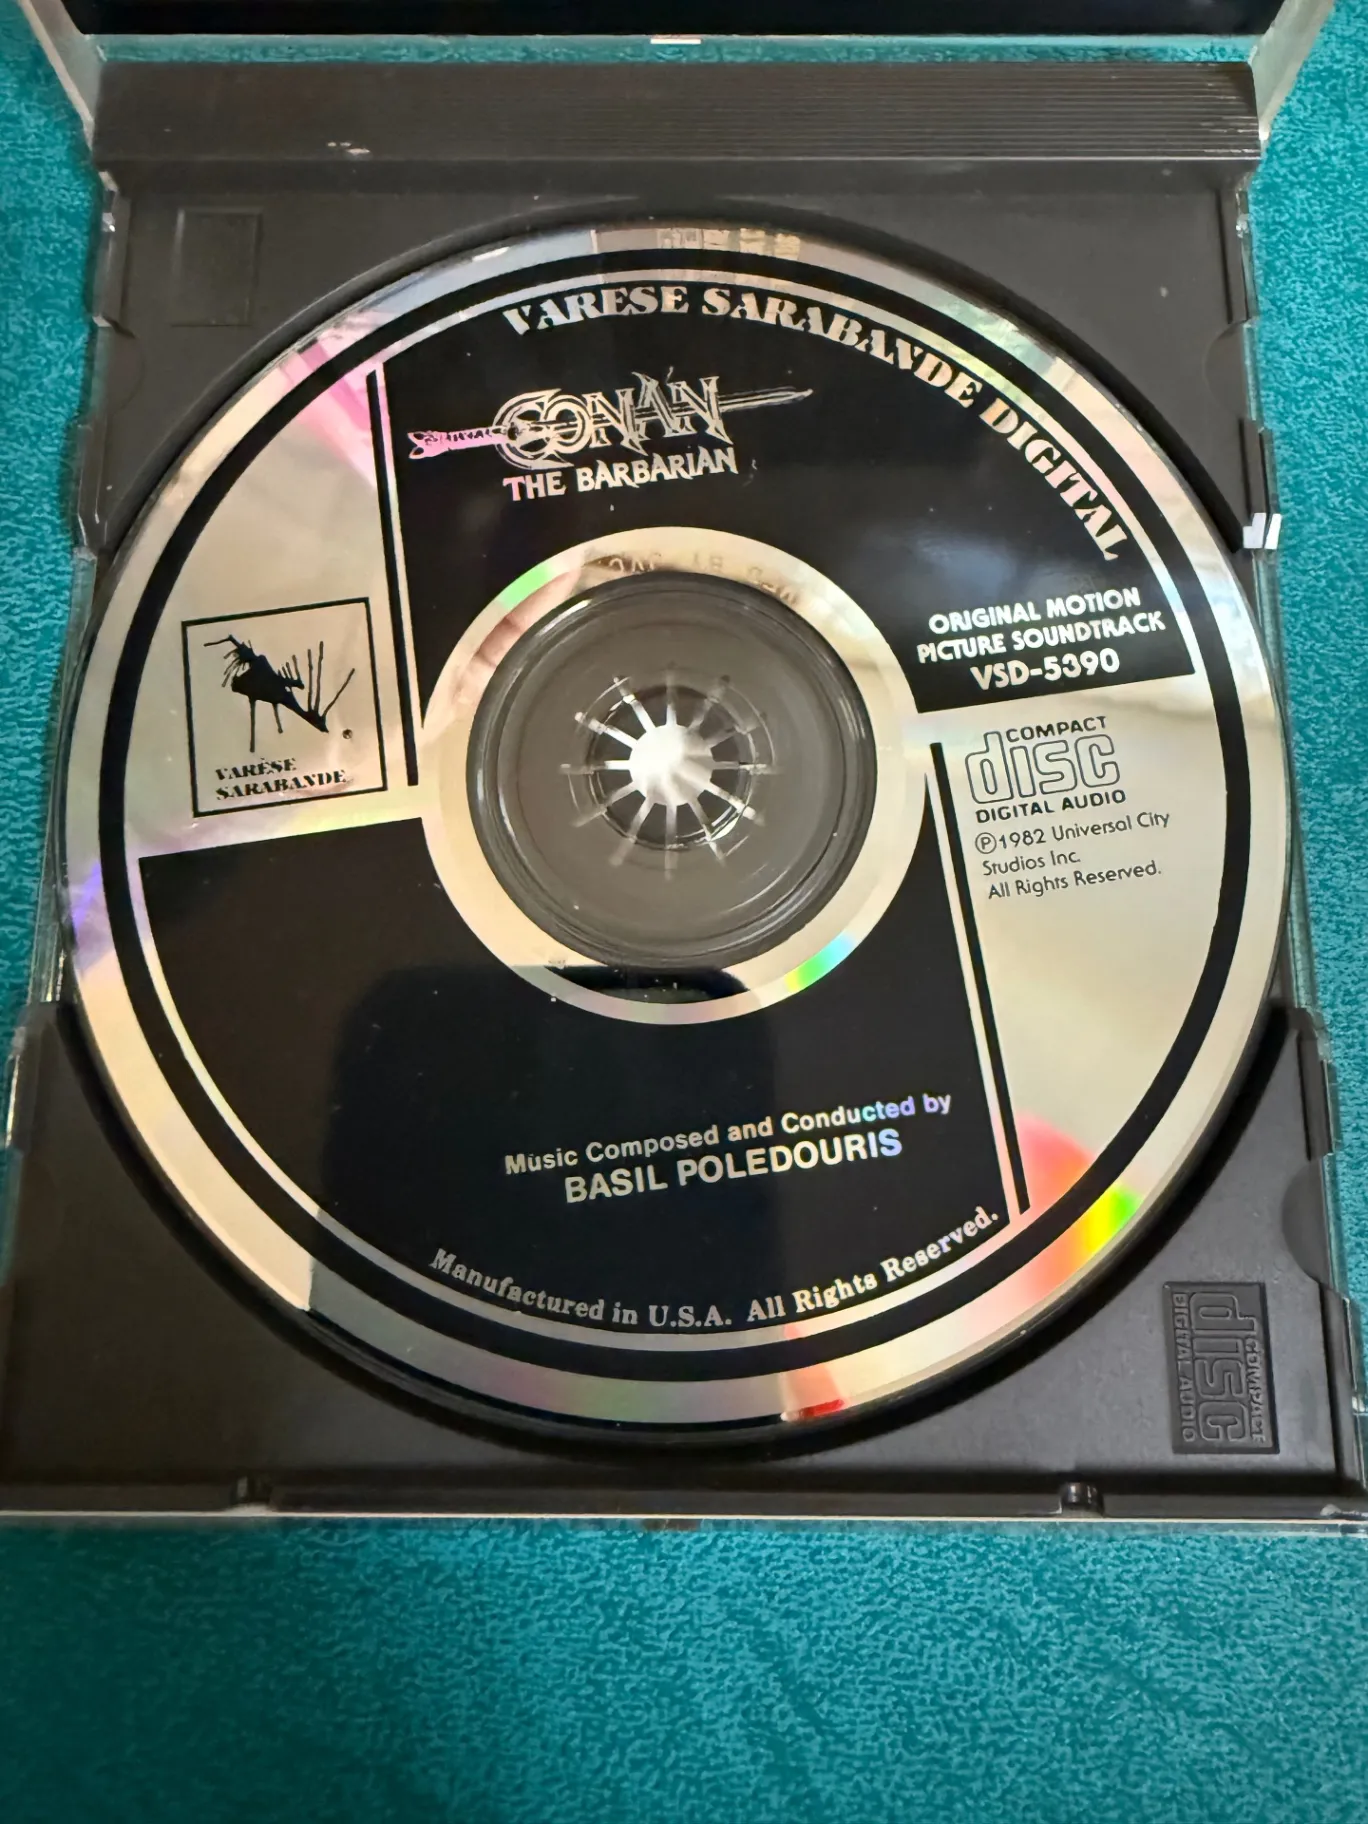 VARESE SARABANDE DIGITAL
CONAN
THE BARBARIAN
ORIGINAL MOTION
PICTURE SOUNDTRACK
VSD-5390
VARÈSE
SARABANDE
®
COMPACT
disc
DIGITAL AUDIO
Ⓟ1982 Universal City
Studios Inc.
All Rights Reserved.
Music Composed and Conducted by
BASIL POLEDOURIS
Manufactured in U.S.A. All Rights Reserved.
COMPACT
disc
DIGITAL AUDIO